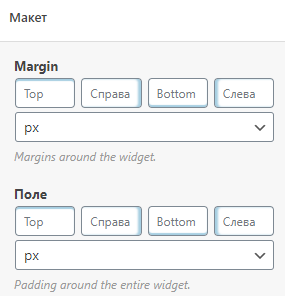 Макет
Margin
Top Справа Bottom Слева
px
Margins around the widget.
Поле
Top Справа Bottom Слева
px
Padding around the entire widget.